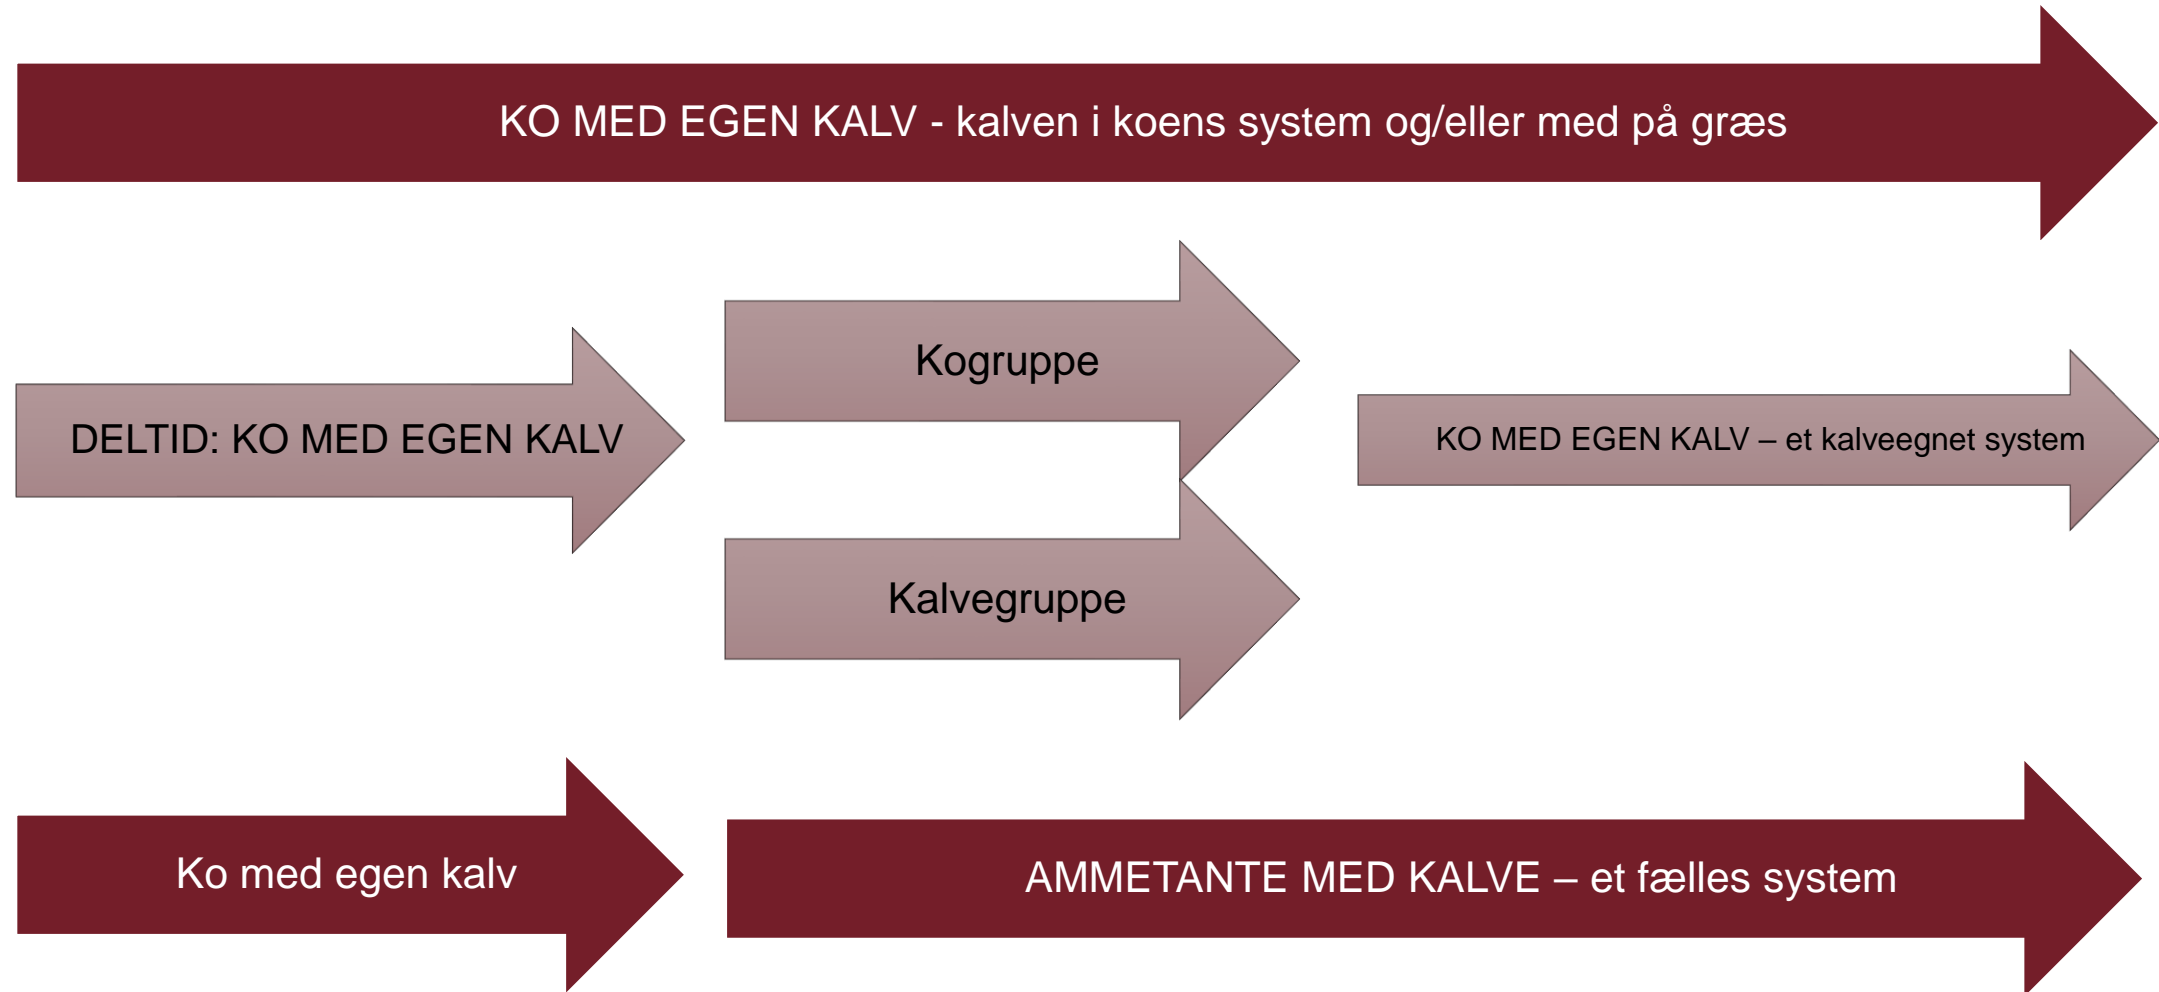 KO MED EGEN KALV - kalven i koens system og/eller med på græs
Kogruppe
DELTID: KO MED EGEN KALV
KO MED EGEN KALV – et kalveegnet system
Kalvegruppe
Ko med egen kalv
AMMETANTE MED KALVE – et fælles system